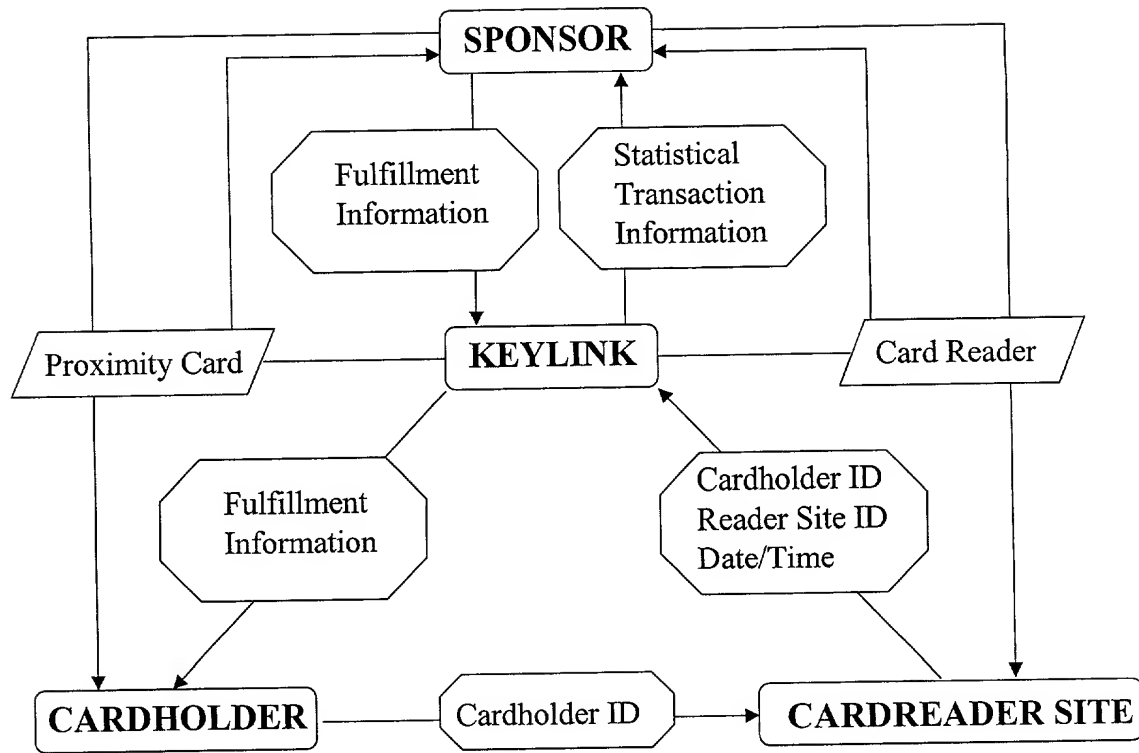 SPONSOR
Fulfillment
Information
Statistical
Transaction
Information
Proximity Card
KEYLINK
Card Reader
Fulfillment
Information
Cardholder ID
Reader Site ID
Date/Time
CARDHOLDER
Cardholder ID
CARDREADER SITE